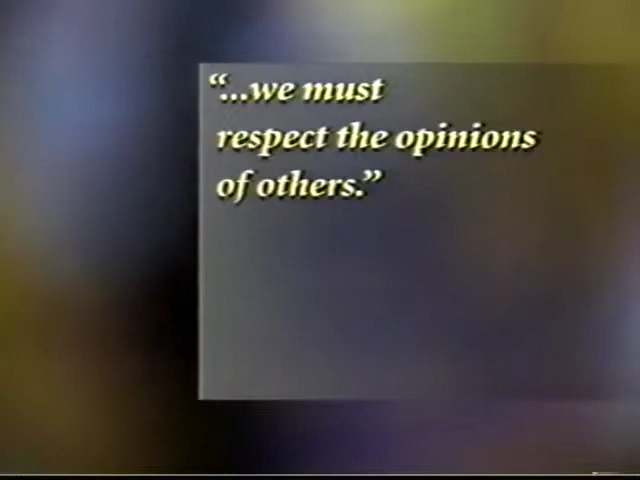 “...we must
respect the opinions
of others.”